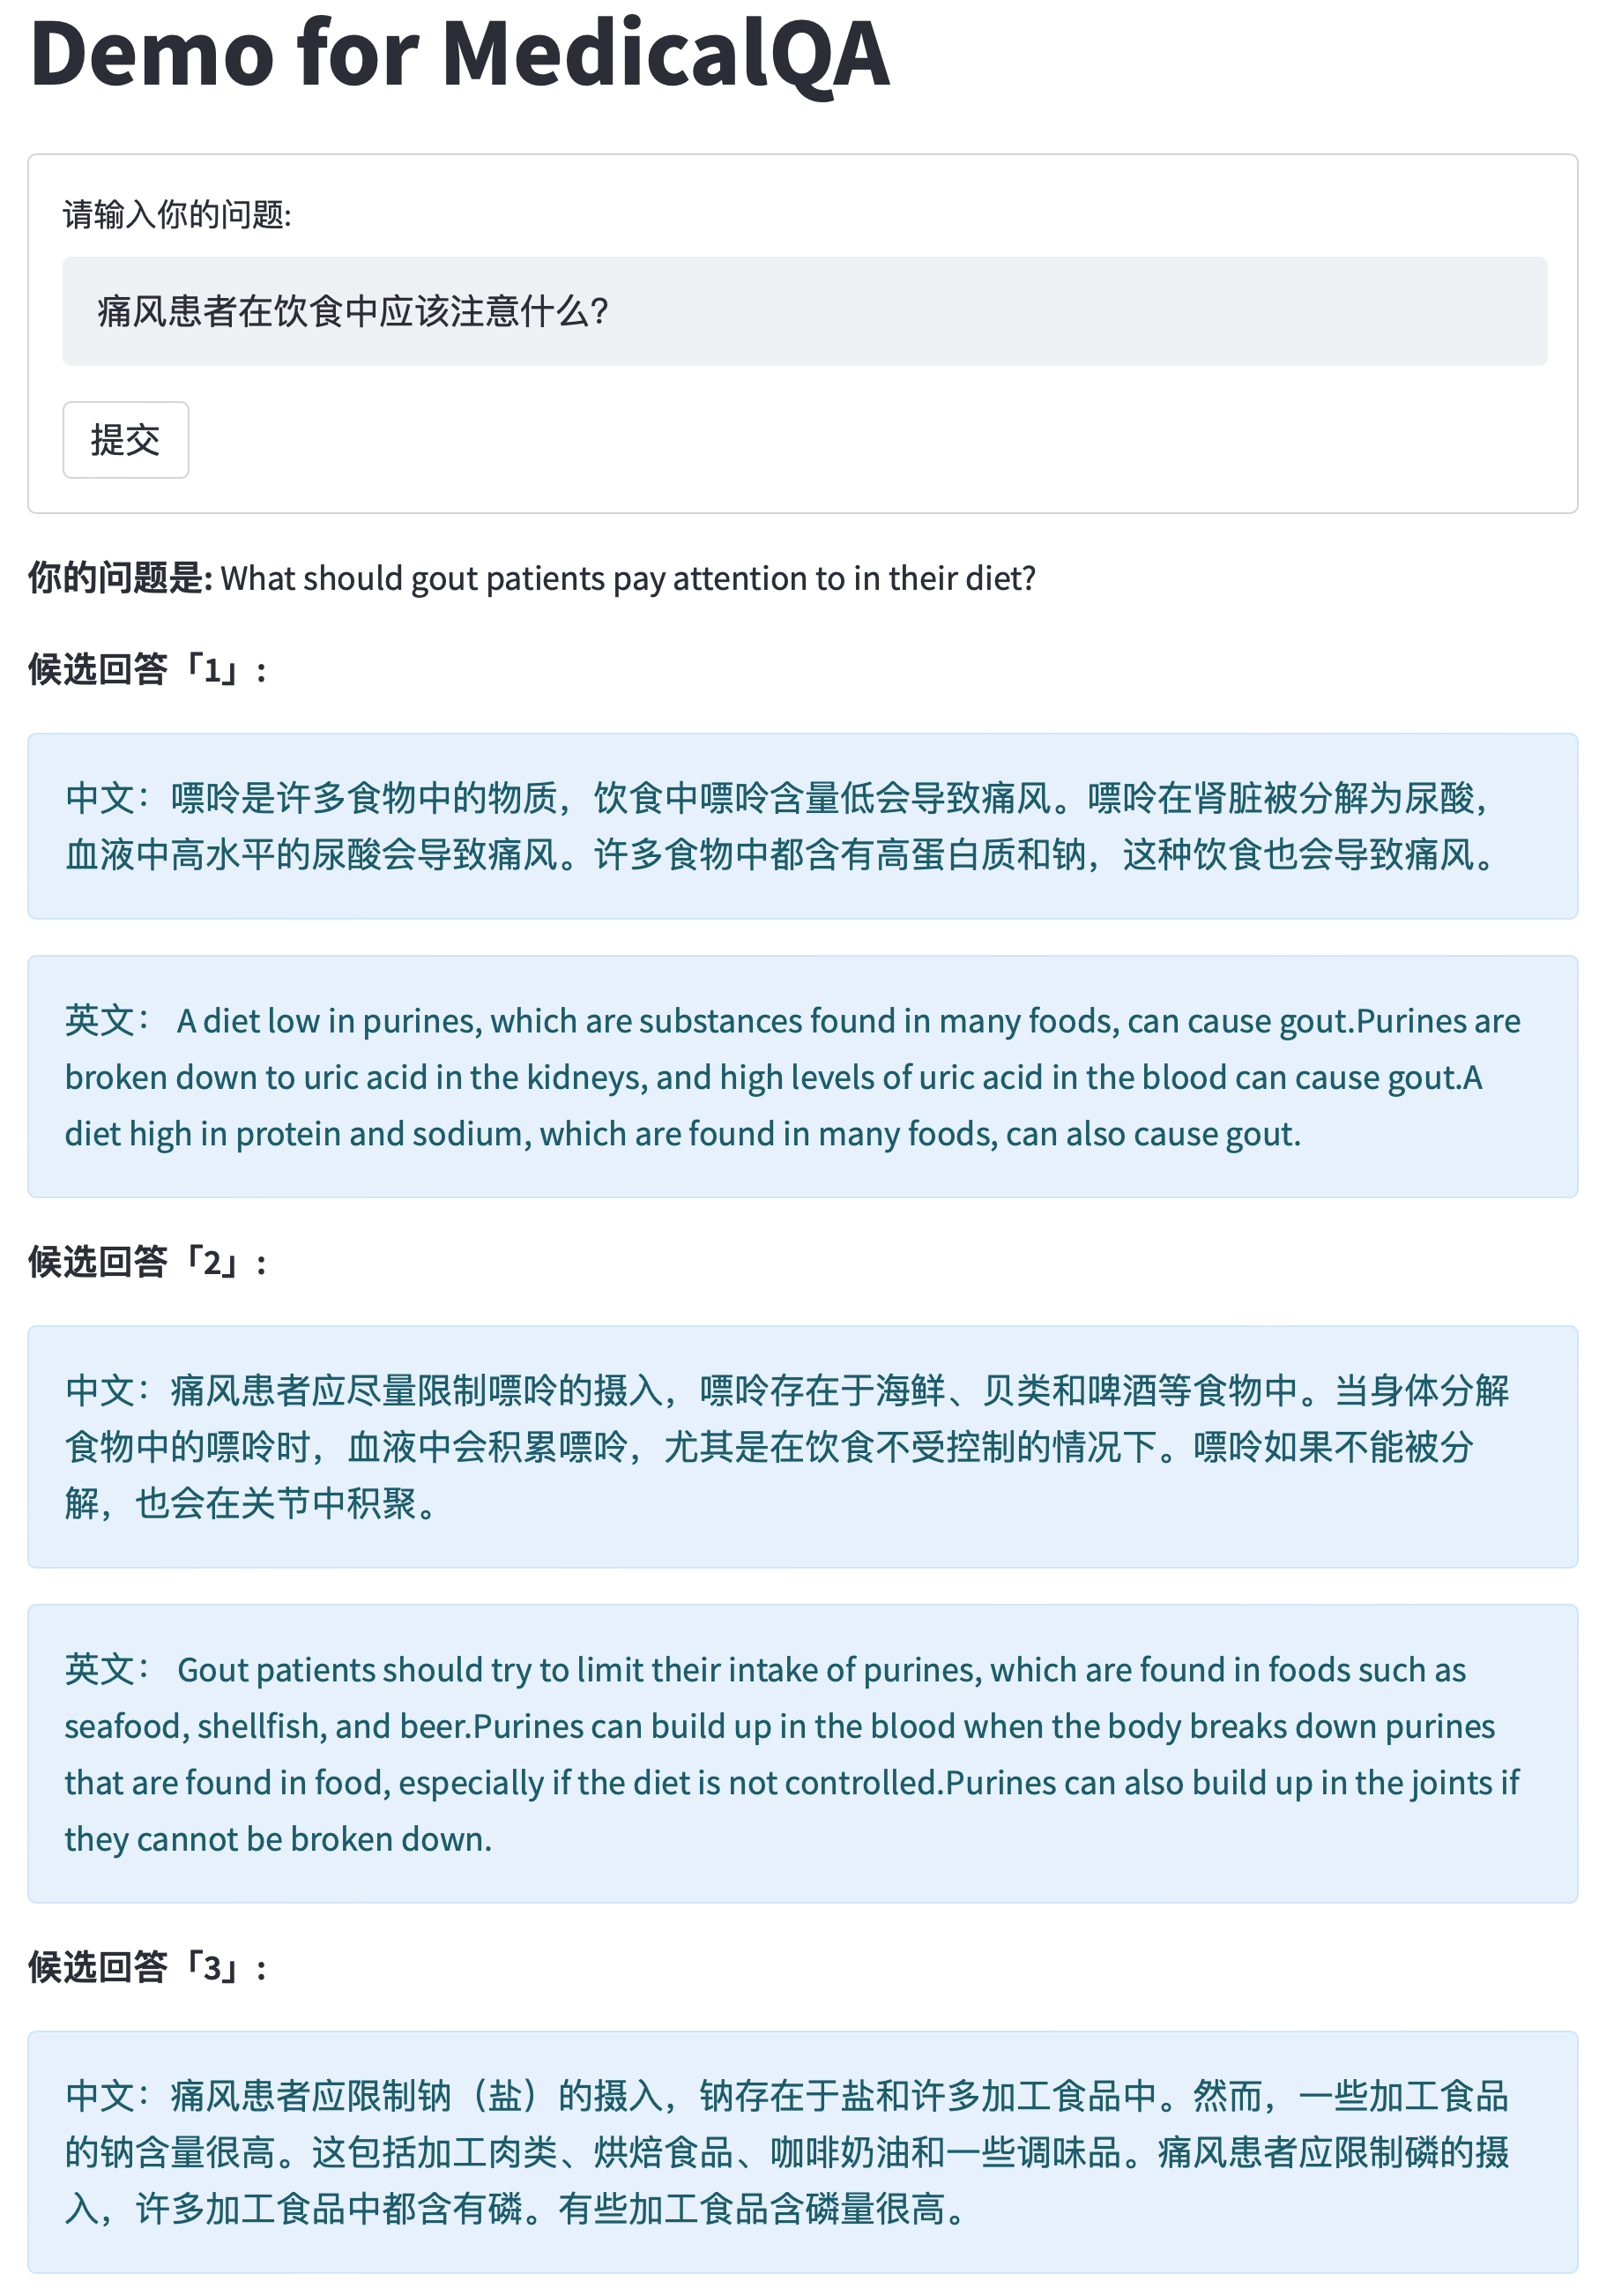 Demo for MedicalQA
请输入你的问题:
痛风患者在饮食中应该注意什么?
提交
你的问题是: What should gout patients pay attention to in their diet?
候选回答「1」:
中文：嘌呤是许多食物中的物质，饮食中嘌呤含量低会导致痛风。嘌呤在肾脏被分解为尿酸，
血液中高水平的尿酸会导致痛风。许多食物中都含有高蛋白质和钠，这种饮食也会导致痛风。
英文： A diet low in purines, which are substances found in many foods, can cause gout.Purines are
broken down to uric acid in the kidneys, and high levels of uric acid in the blood can cause gout.A
diet high in protein and sodium, which are found in many foods, can also cause gout.
候选回答「2」:
中文：痛风患者应尽量限制嘌呤的摄入，嘌呤存在于海鲜、贝类和啤酒等食物中。当身体分解
食物中的嘌呤时，血液中会积累嘌呤，尤其是在饮食不受控制的情况下。嘌呤如果不能被分
解，也会在关节中积聚。
英文： Gout patients should try to limit their intake of purines, which are found in foods such as
seafood, shellfish, and beer.Purines can build up in the blood when the body breaks down purines
that are found in food, especially if the diet is not controlled.Purines can also build up in the joints if
they cannot be broken down.
候选回答「3」:
中文：痛风患者应限制钠（盐）的摄入，钠存在于盐和许多加工食品中。然而，一些加工食品
的钠含量很高。这包括加工肉类、烘焙食品、咖啡奶油和一些调味品。痛风患者应限制磷的摄
入，许多加工食品中都含有磷。有些加工食品含磷量很高。